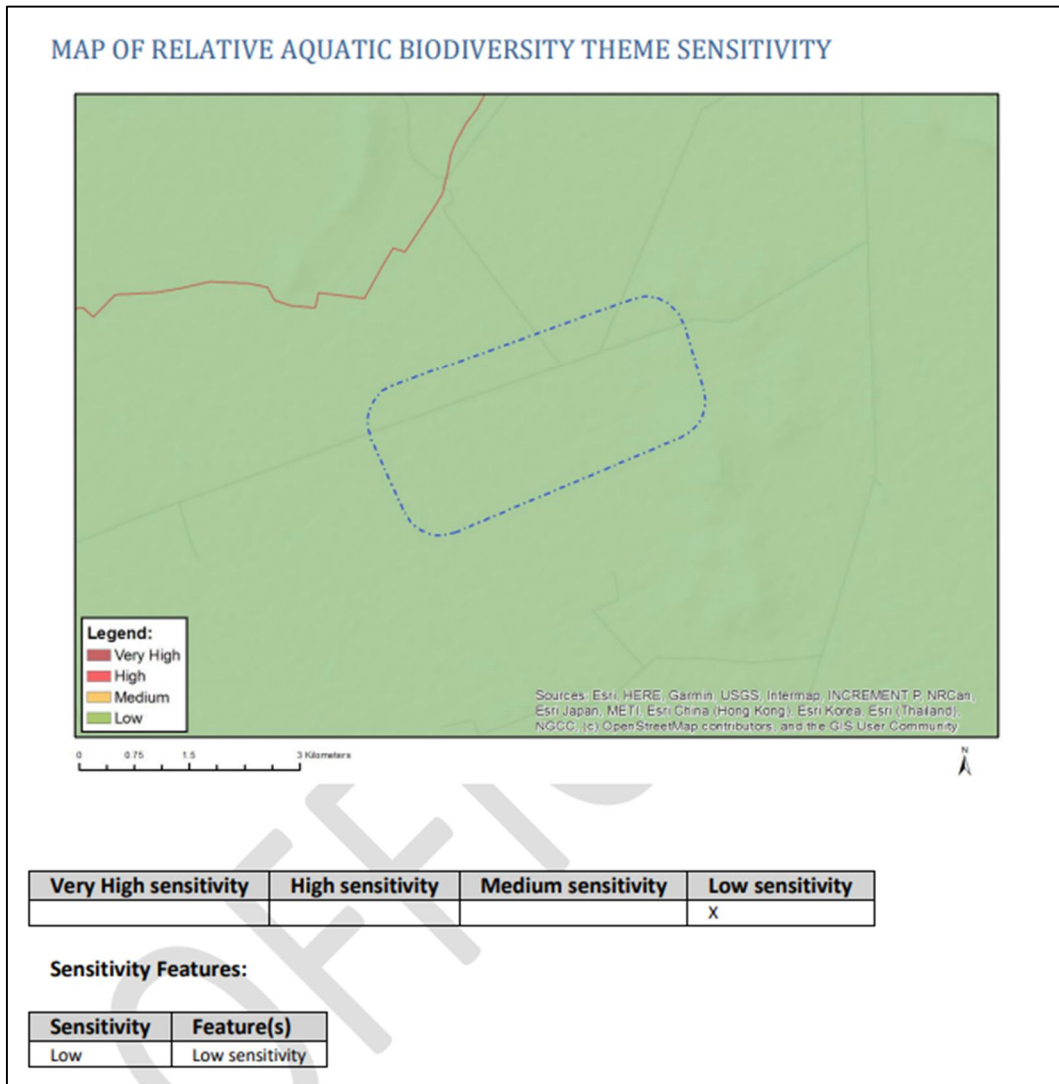 MAP OF RELATIVE AQUATIC BIODIVERSITY THEME SENSITIVITY
Legend:
Very High
High
Medium
Low
Sources: Esri, HERE, Garmin, USGS, Intermap, INCREMENT P, NRCan,
Esri Japan, METI, Esri China (Hong Kong), Esri Korea, Esri (Thailand),
NGCC, (c) OpenStreetMap contributors, and the GIS User Community
0 0.75 1.5 3 Kilometers
N
Very High sensitivity High sensitivity Medium sensitivity Low sensitivity
X
Sensitivity Features:
Sensitivity Feature(s)
Low Low sensitivity